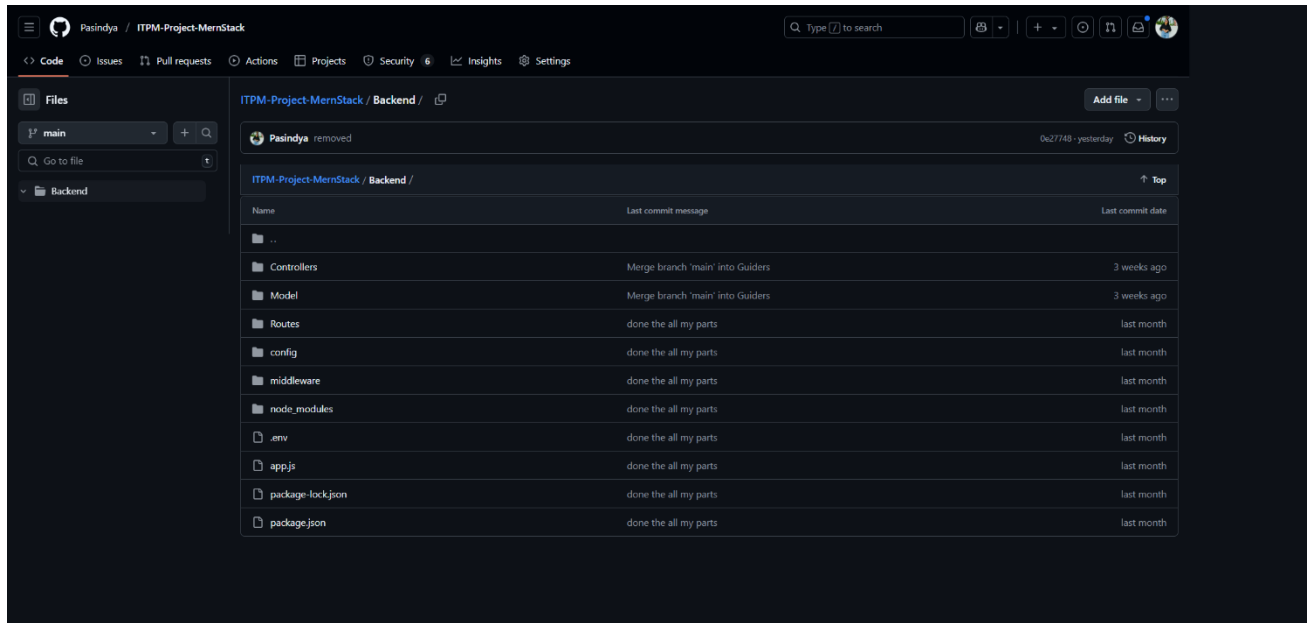 Pasindya / ITPM-Project-MernStack
Type / to search
Code Issues Pull requests Actions Projects Security 6 Insights Settings
Files
ITPM-Project-MernStack / Backend /
Add file
main
Pasindya removed
0e27748 · yesterday History
Go to file t
ITPM-Project-MernStack / Backend /
Top
Backend
Name Last commit message Last commit date
..
Controllers Merge branch 'main' into Guiders 3 weeks ago
Model Merge branch 'main' into Guiders 3 weeks ago
Routes done the all my parts last month
config done the all my parts last month
middleware done the all my parts last month
node_modules done the all my parts last month
.env done the all my parts last month
app.js done the all my parts last month
package-lock.json done the all my parts last month
package.json done the all my parts last month